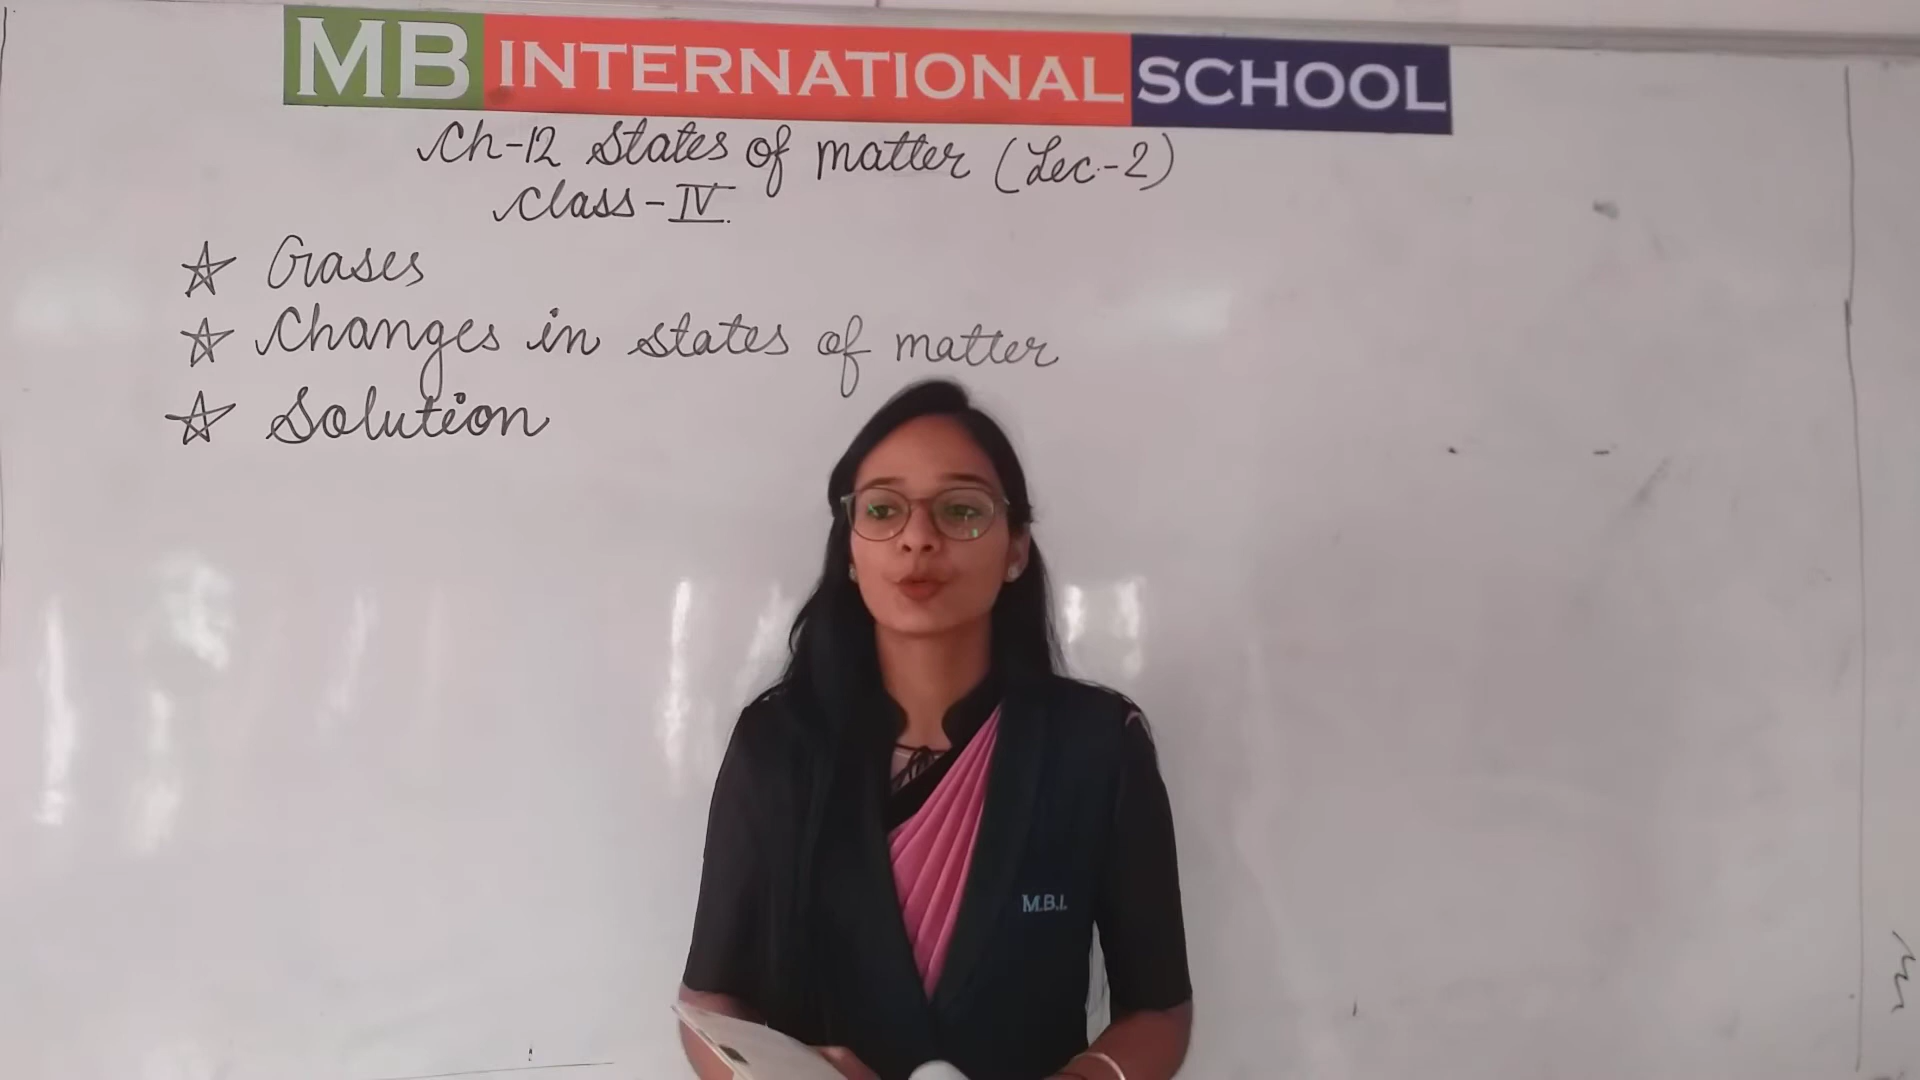 MB INTERNATIONAL SCHOOL
Ch-12 States of matter (Lec.-2)
Class-IV.
☆ Gases
☆ Changes in states of matter
☆ Solution
M.B.I.